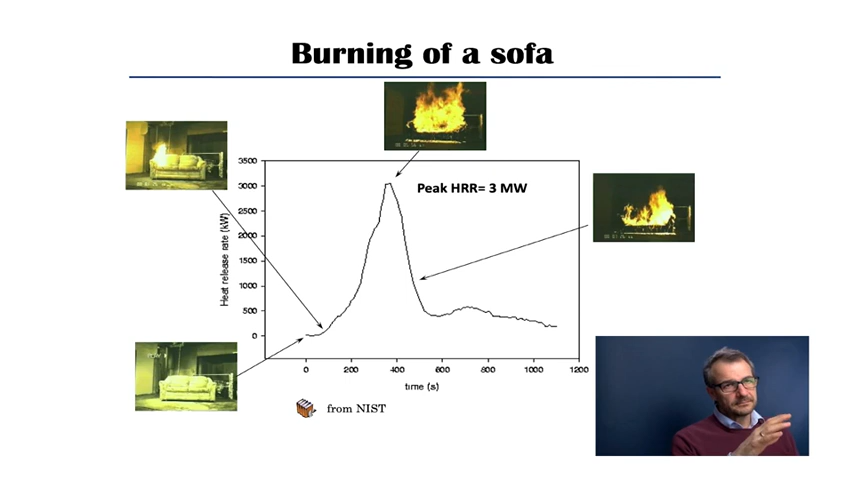 Burning of a sofa
Peak HRR= 3 MW
Heat release rate (kW)
3500
3000
2500
2000
1500
1000
500
0
0 200 400 600 800 1000 1200
time (s)
from NIST